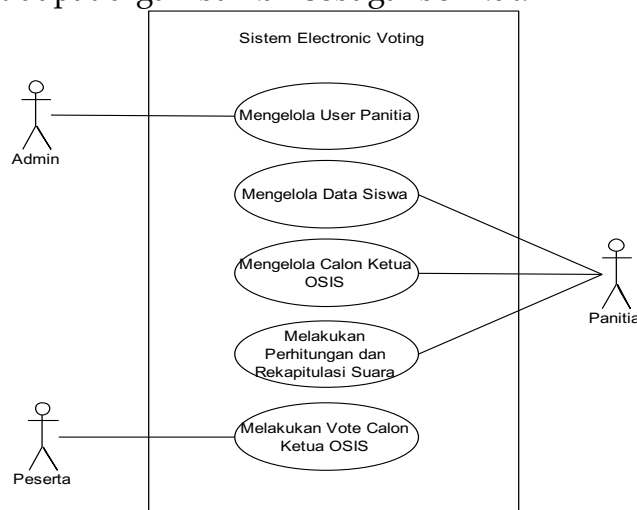 Sistem Electronic Voting
Mengelola User Panitia
Admin
Mengelola Data Siswa
Mengelola Calon Ketua
OSIS
Panitia
Melakukan
Perhitungan dan
Rekapitulasi Suara
Melakukan Vote Calon
Ketua OSIS
Peserta